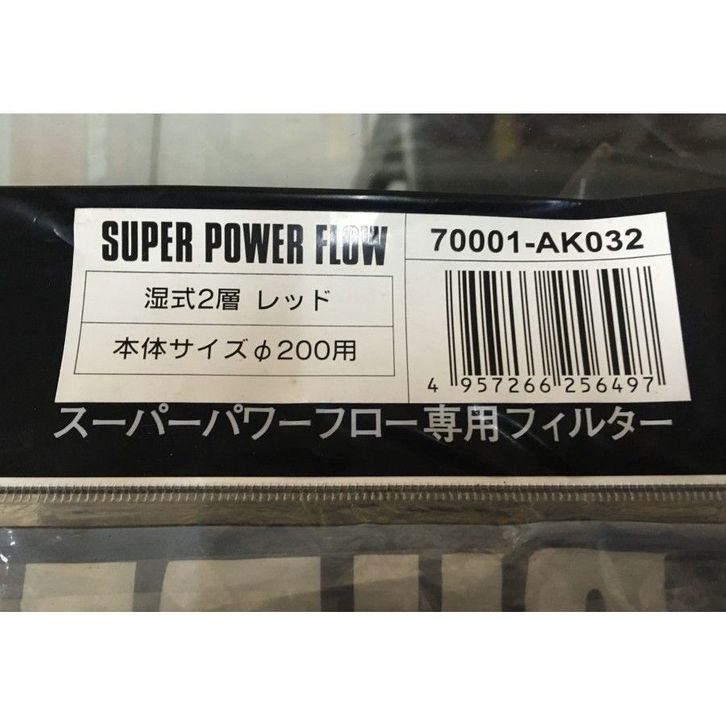 SUPER POWER FLOW
70001-AK032
湿式2層 レッド
本体サイズφ200用
4 957266 256497
スーパーパワーフロー専用フィルター